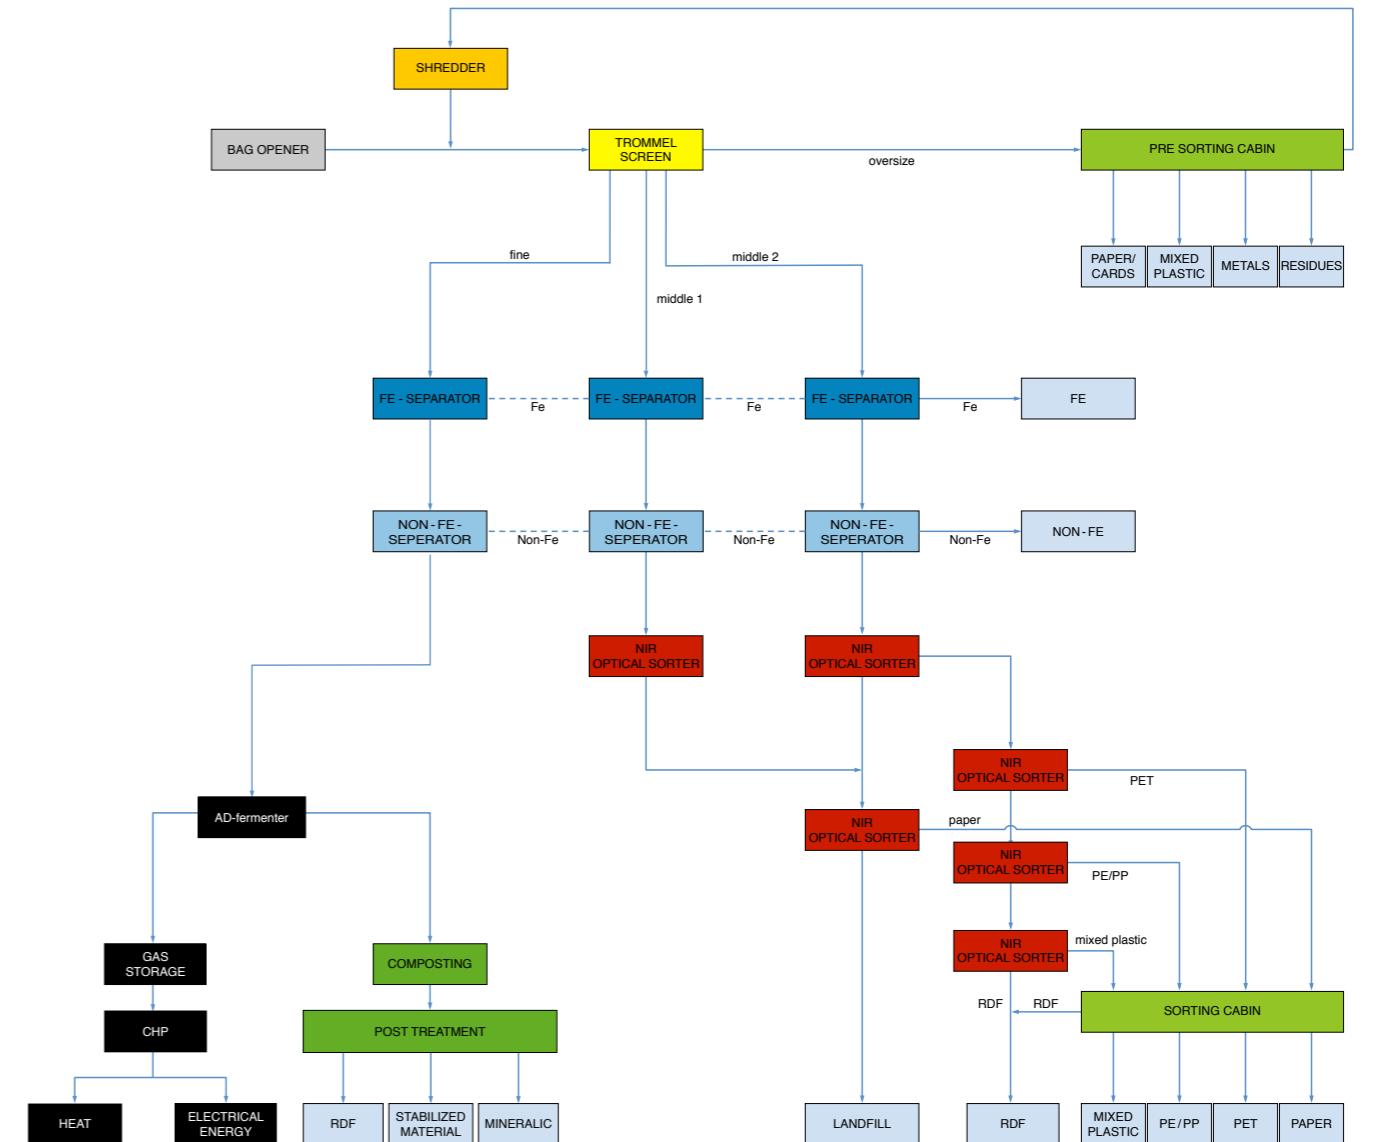 SHREDDER
BAG OPENER
TROMMEL
SCREEN
oversize
PRE SORTING CABIN
PAPER/
CARDS
MIXED
PLASTIC
METALS
RESIDUES
fine
middle 2
middle 1
FE - SEPARATOR
Fe
FE - SEPARATOR
Fe
FE - SEPARATOR
Fe
FE
NON - FE -
SEPERATOR
Non-Fe
NON - FE -
SEPERATOR
Non-Fe
NON - FE -
SEPERATOR
Non-Fe
NON - FE
NIR
OPTICAL SORTER
NIR
OPTICAL SORTER
NIR
OPTICAL SORTER
PET
AD-fermenter
NIR
OPTICAL SORTER
paper
NIR
OPTICAL SORTER
PE/PP
NIR
OPTICAL SORTER
mixed plastic
GAS
STORAGE
COMPOSTING
RDF
RDF
SORTING CABIN
CHP
POST TREATMENT
HEAT
ELECTRICAL
ENERGY
RDF
STABILIZED
MATERIAL
MINERALIC
LANDFILL
RDF
MIXED
PLASTIC
PE / PP
PET
PAPER